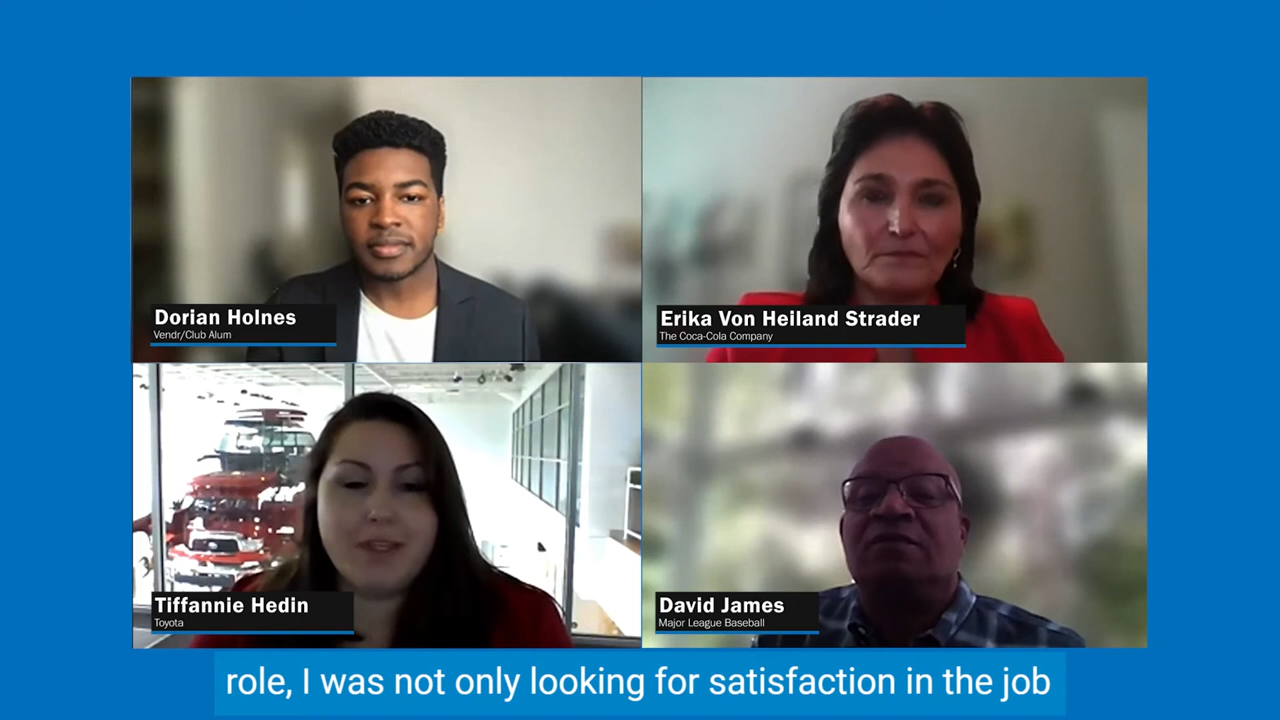 Dorian Holnes
Vendr/Club Alum
Erika Von Heiland Strader
The Coca-Cola Company
Tiffannie Hedin
Toyota
David James
Major League Baseball
role, I was not only looking for satisfaction in the job